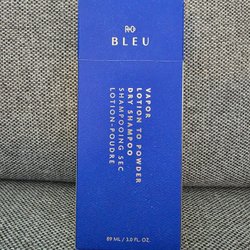 R+CO
BLEU
VAPOR
LOTION TO POWDER
DRY SHAMPOO
SHAMPOOING SEC
LOTION-POUDRE
89 ML / 3.0 FL. OZ.